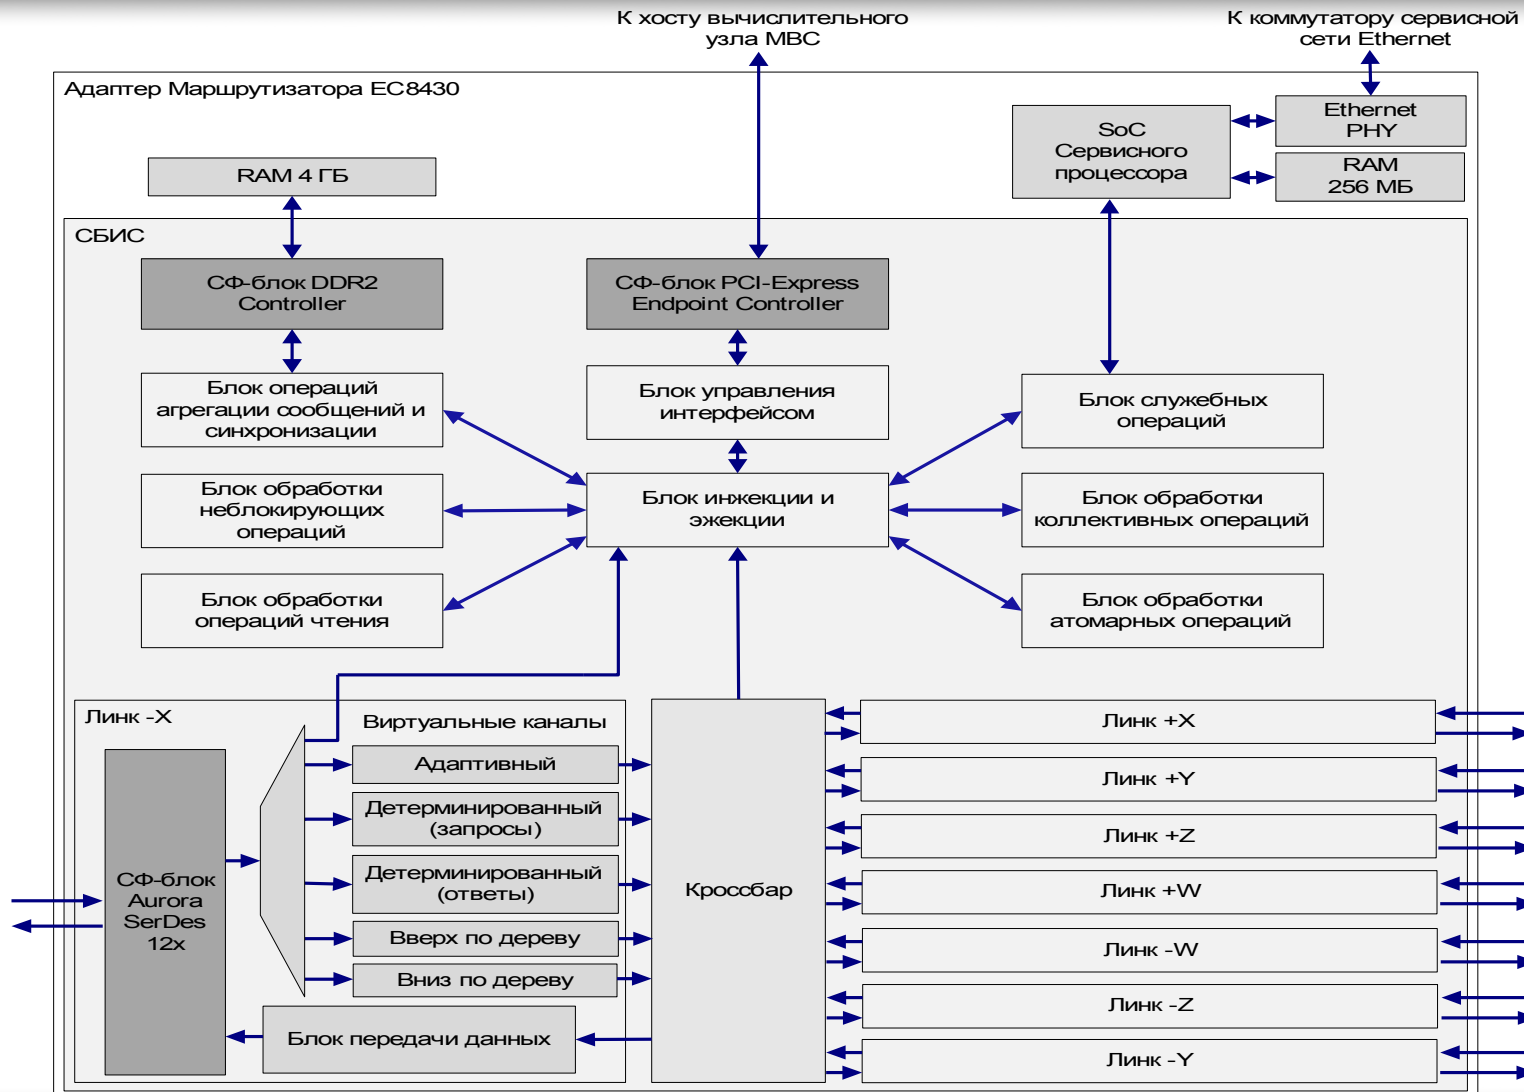 К хосту вычислительного
узла МВС
К коммутатору сервисной
сети Ethernet
Адаптер Маршрутизатора ЕС8430
Ethernet
PHY
SoC
Сервисного
процессора
RAM
256 МБ
RAM 4 ГБ
СБИС
СФ-блок DDR2
Controller
СФ-блок PCI-Express
Endpoint Controller
Блок операций
агрегации сообщений и
синхронизации
Блок управления
интерфейсом
Блок служебных
операций
Блок обработки
неблокирующих
операций
Блок инжекции и
эжекции
Блок обработки
коллективных операций
Блок обработки
операций чтения
Блок обработки
атомарных операций
Линк -X
Виртуальные каналы
Адаптивный
Детерминированный
(запросы)
Детерминированный
(ответы)
Вверх по дереву
Вниз по дереву
Блок передачи данных
СФ-блок
Aurora
SerDes
12x
Кроссбар
Линк +X
Линк +Y
Линк +Z
Линк +W
Линк -W
Линк -Z
Линк -Y